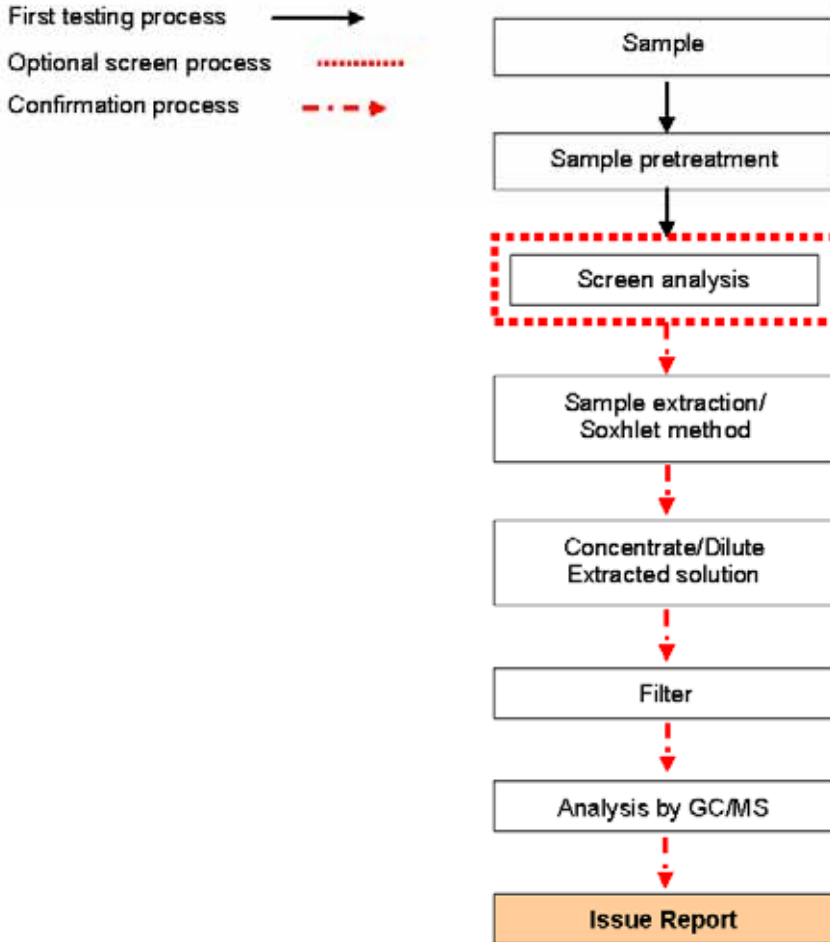 First testing process
Optional screen process
Confirmation process
Sample
Sample pretreatment
Screen analysis
Sample extraction/
Soxhlet method
Concentrate/Dilute
Extracted solution
Filter
Analysis by GC/MS
Issue Report